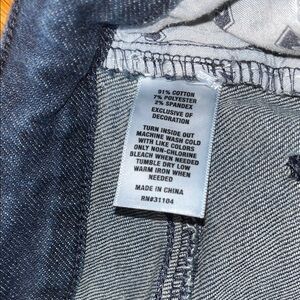 91% COTTON
7% POLYESTER
2% SPANDEX
EXCLUSIVE OF
DECORATION
TURN INSIDE OUT
MACHINE WASH COLD
WITH LIKE COLORS
ONLY NON-CHLORINE
BLEACH WHEN NEEDED
TUMBLE DRY LOW
WARM IRON WHEN
NEEDED
MADE IN CHINA
RN#31104